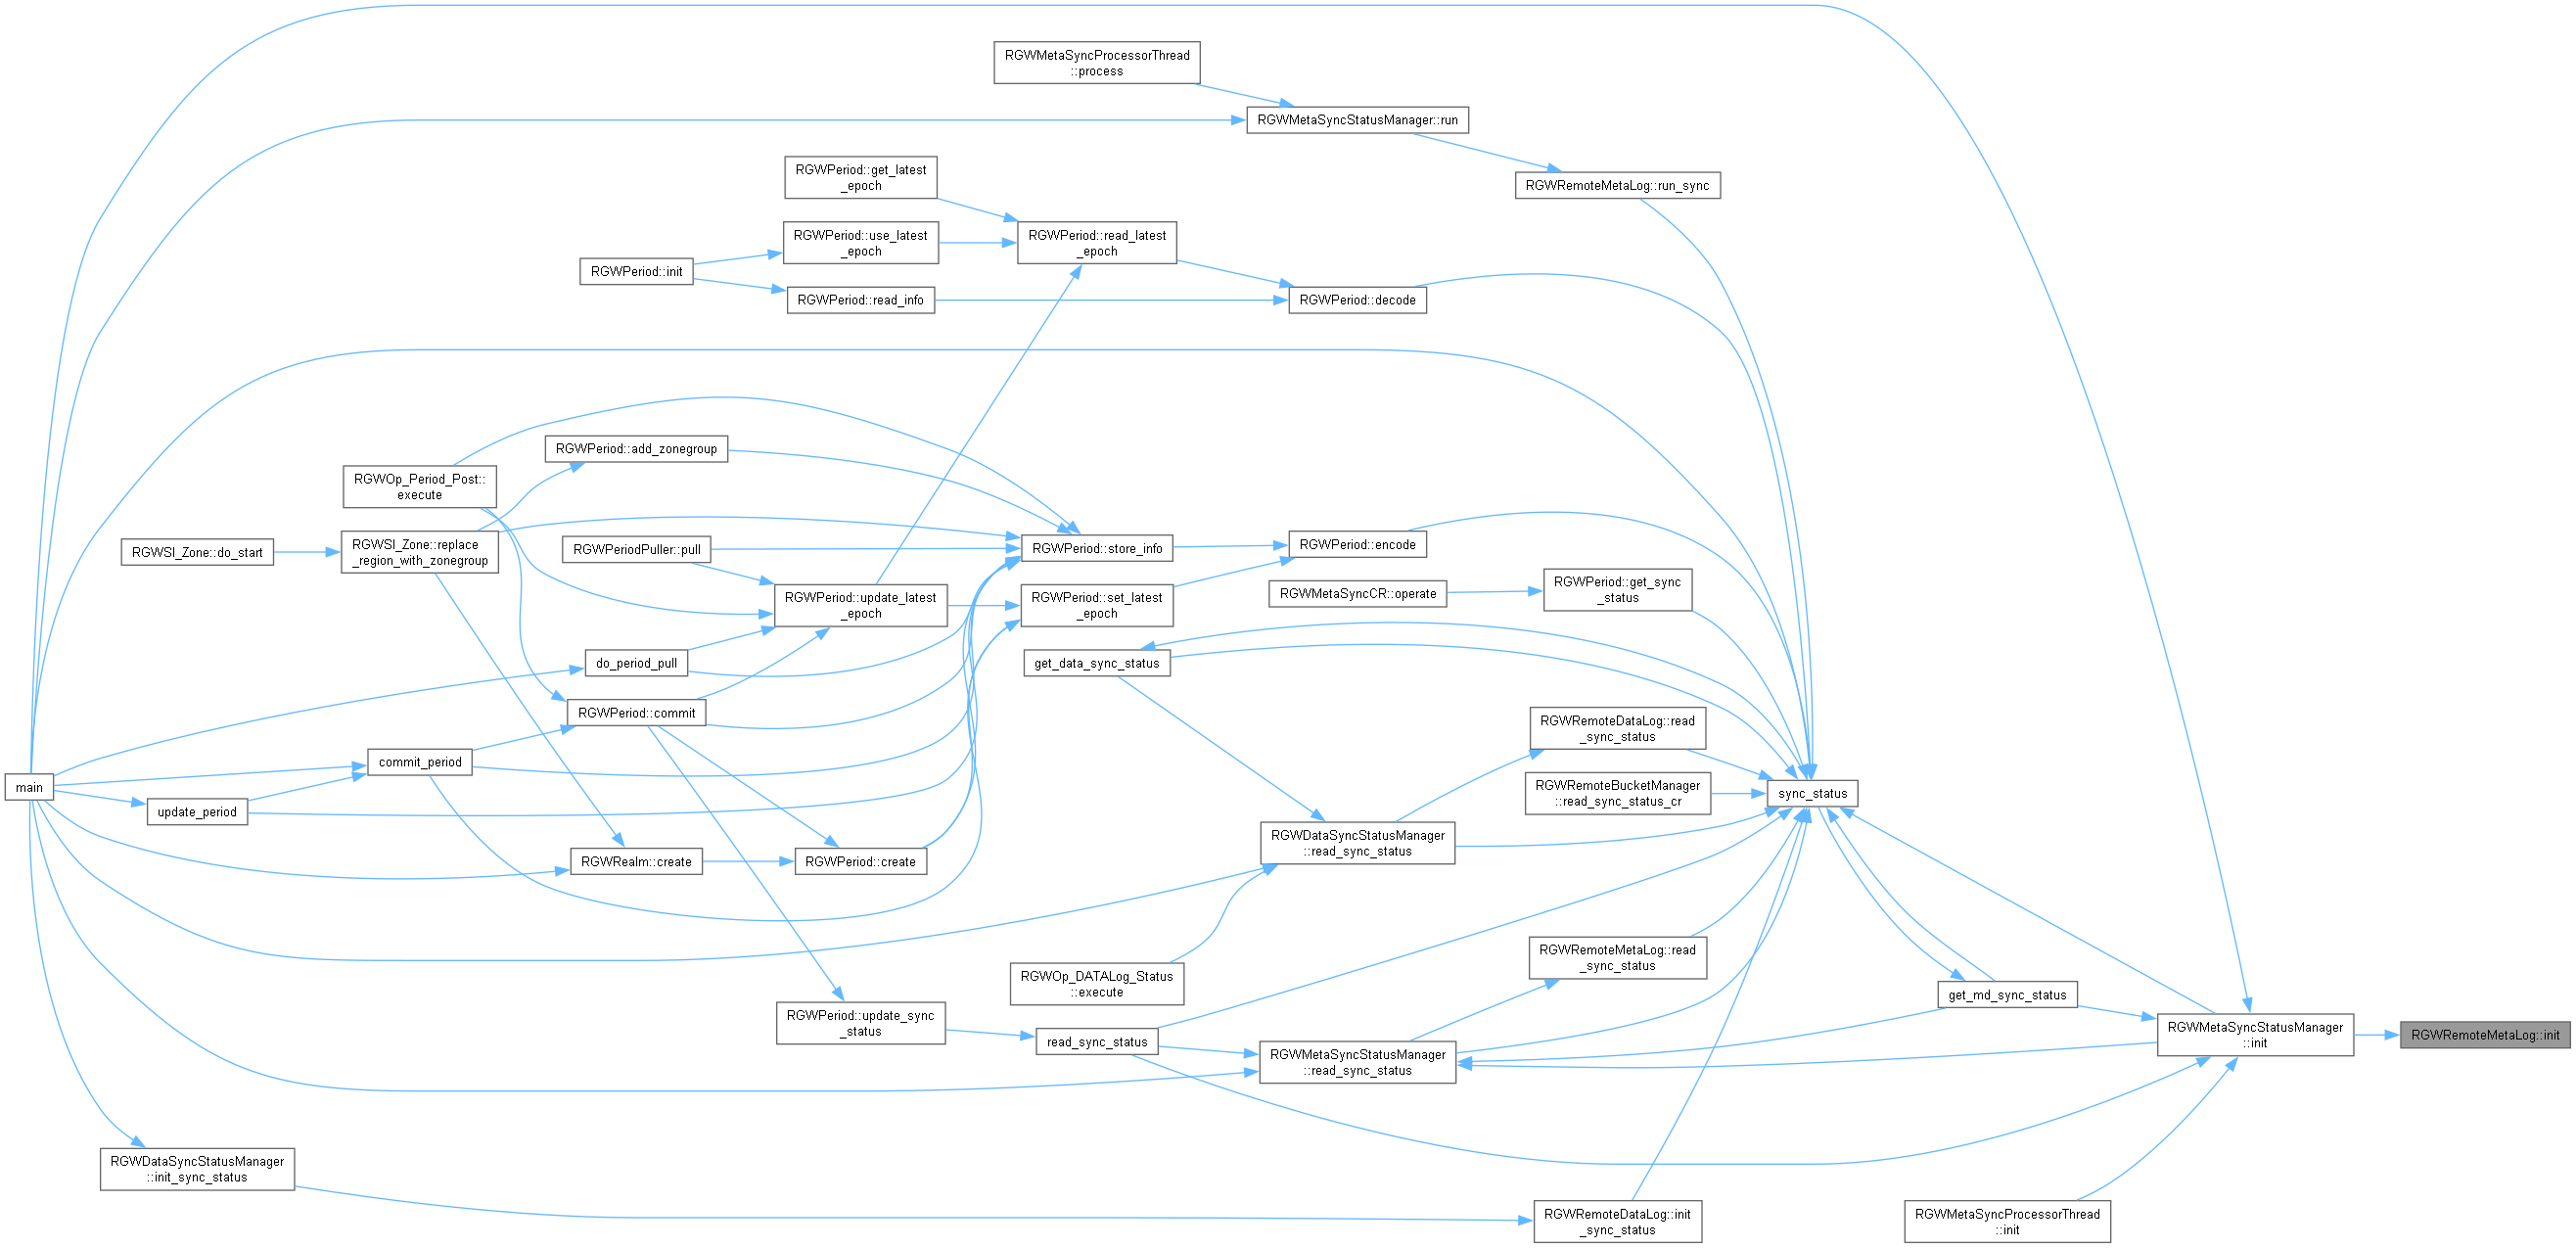 RGWMetaSyncProcessorThread
::process
RGWMetaSyncStatusManager::run
RGWPeriod::get_latest
_epoch
RGWRemoteMetaLog::run_sync
RGWPeriod::use_latest
_epoch
RGWPeriod::read_latest
_epoch
RGWPeriod::init
RGWPeriod::read_info
RGWPeriod::decode
RGWPeriod::add_zonegroup
RGWOp_Period_Post::
execute
RGWSI_Zone::do_start
RGWSI_Zone::replace
_region_with_zonegroup
RGWPeriodPuller::pull
RGWPeriod::store_info
RGWPeriod::encode
RGWPeriod::update_latest
_epoch
RGWPeriod::set_latest
_epoch
RGWMetaSyncCR::operate
RGWPeriod::get_sync
_status
do_period_pull
get_data_sync_status
RGWPeriod::commit
RGWRemoteDataLog::read
_sync_status
commit_period
main
update_period
RGWRemoteBucketManager
::read_sync_status_cr
sync_status
RGWRealm::create
RGWPeriod::create
RGWDataSyncStatusManager
::read_sync_status
RGWOp_DATALog_Status
::execute
RGWRemoteMetaLog::read
_sync_status
get_md_sync_status
RGWPeriod::update_sync
_status
read_sync_status
RGWMetaSyncStatusManager
::read_sync_status
RGWMetaSyncStatusManager
::init
RGWRemoteMetaLog::init
RGWDataSyncStatusManager
::init_sync_status
RGWRemoteDataLog::init
_sync_status
RGWMetaSyncProcessorThread
::init